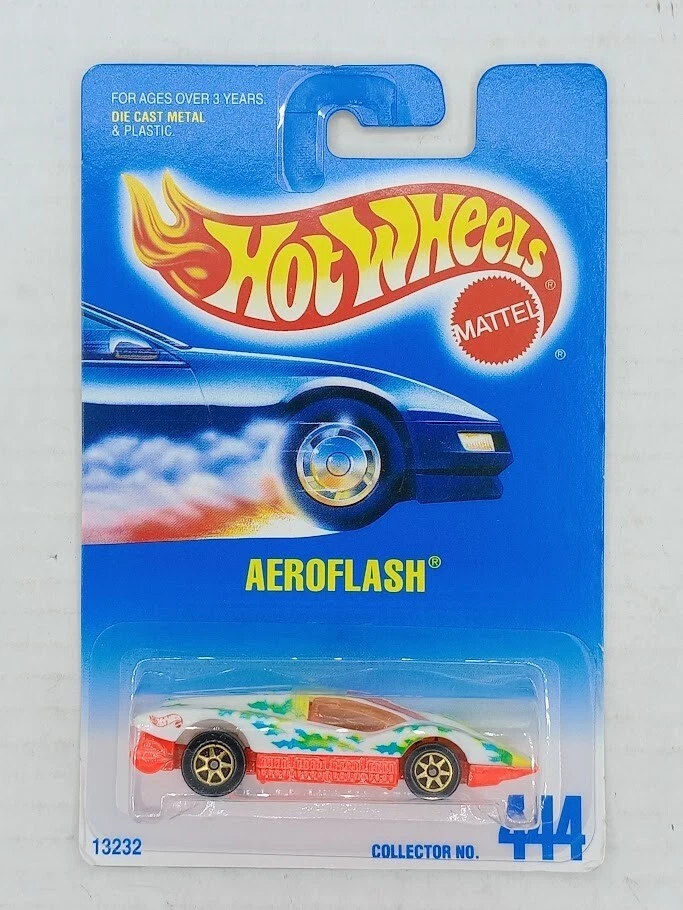 FOR AGES OVER 3 YEARS.
DIE CAST METAL
& PLASTIC.
HOT WHEELS®
MATTEL
®
AEROFLASH®
13232
COLLECTOR NO. 444